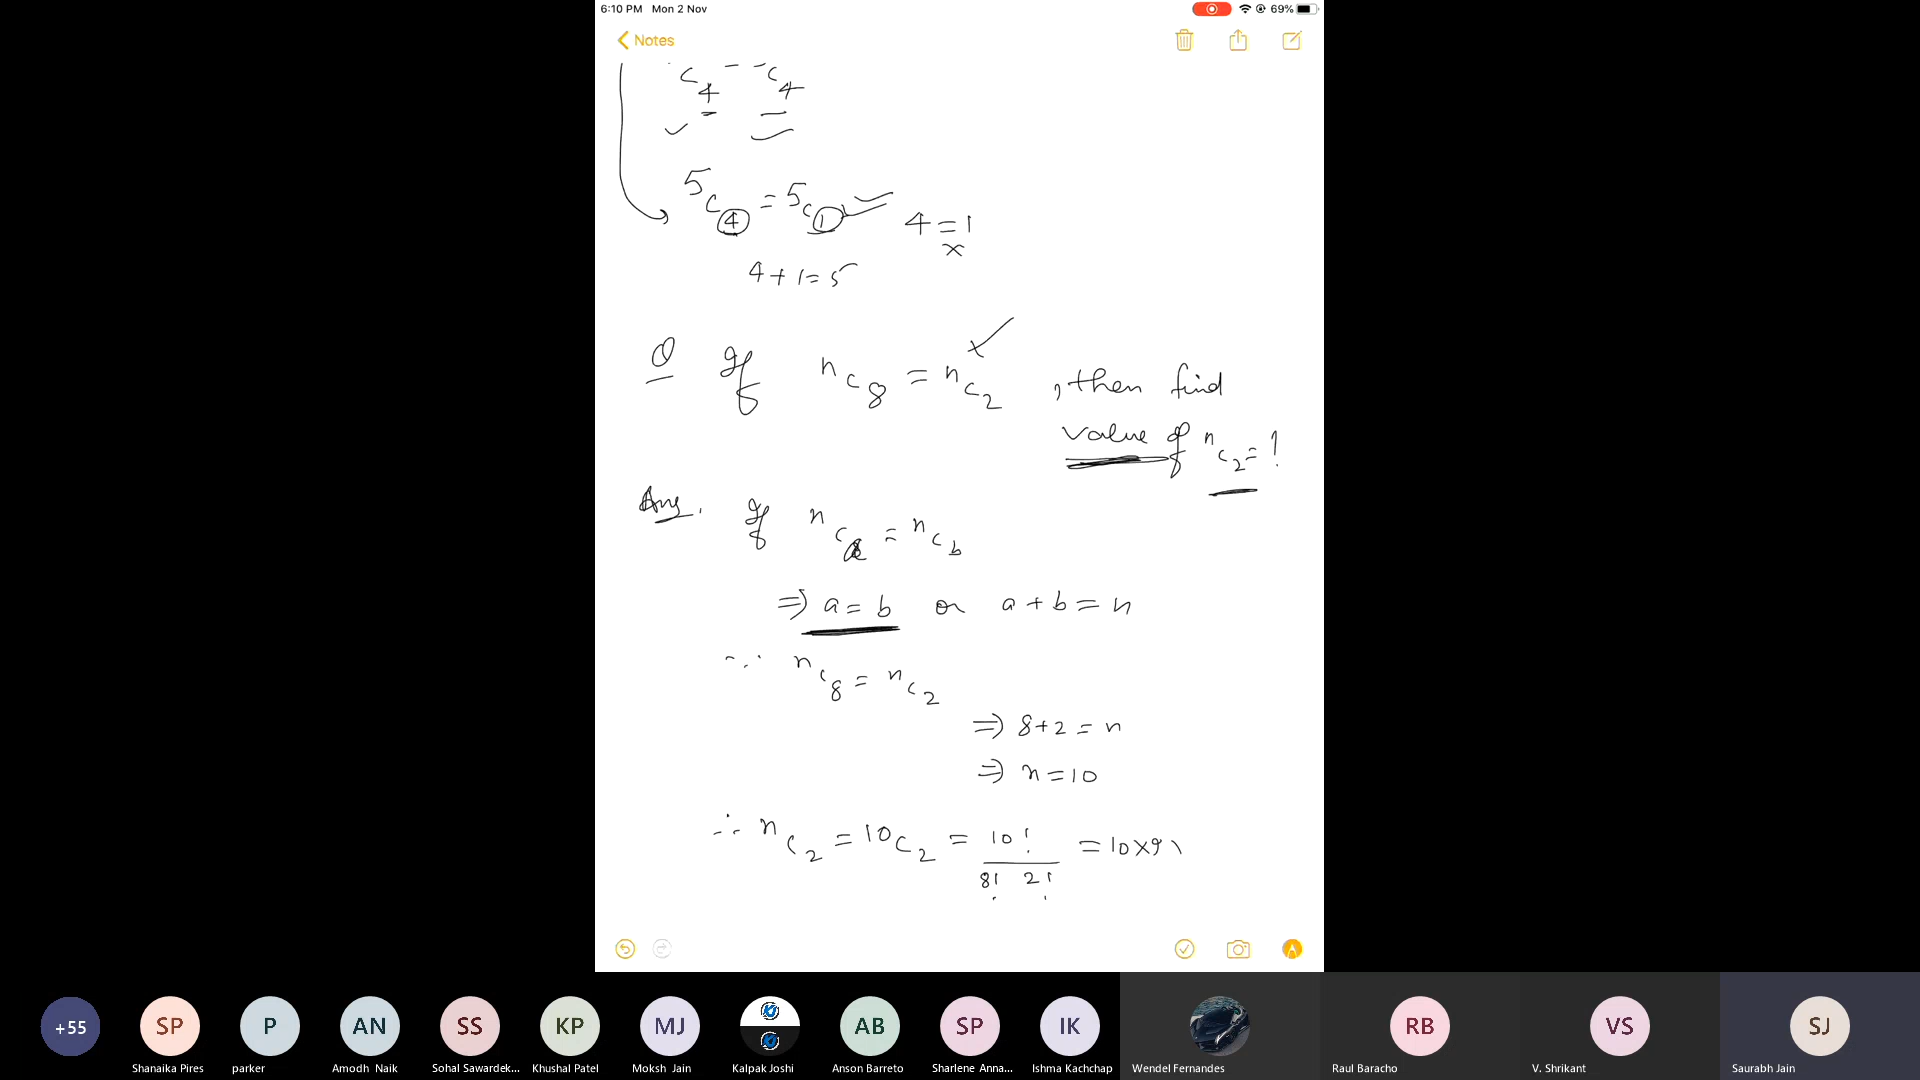 6:10 PM Mon 2 Nov 69%
Notes
C4 = C4
5C4 = 5C1 4 = 1
x
4 + 1 = 5
Q If nC8 = nC2 , then find
value of nC2 = !
Ans. If nCa = nCb
⇒ a = b or a + b = n
∵ nC8 = nC2
⇒ 8+2 = n
⇒ n = 10
∴ nC2 = 10C2 = 10! / 8! 2! = 10x9
+55 SP P AN SS KP MJ AB SP IK RB VS SJ
Shanaika Pires parker Amodh Naik Sohal Sawardek... Khushal Patel Moksh Jain Kalpak Joshi Anson Barreto Sharlene Anna... Ishma Kachchap Wendel Fernandes Raul Baracho V. Shrikant Saurabh Jain